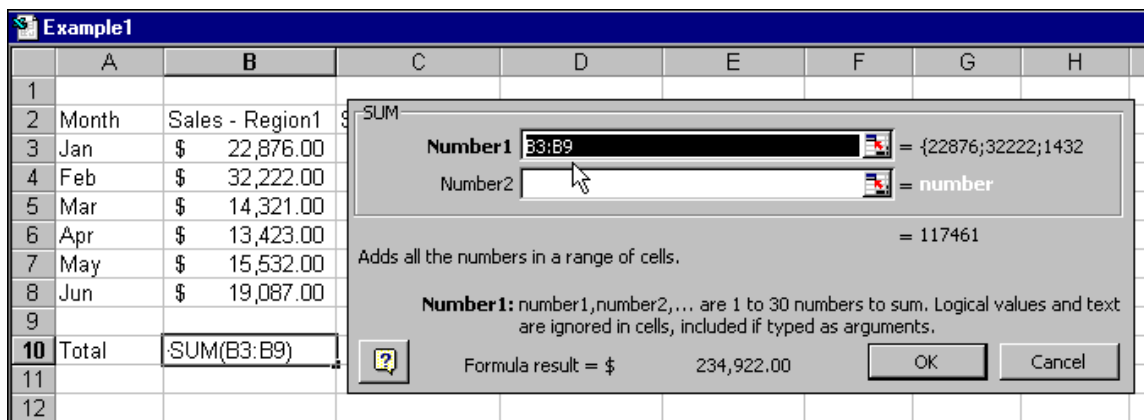 Example1
A B C D E F G H
1
2 Month Sales - Region1
3 Jan $ 22,876.00
4 Feb $ 32,222.00
5 Mar $ 14,321.00
6 Apr $ 13,423.00
7 May $ 15,532.00
8 Jun $ 19,087.00
9
10 Total SUM(B3:B9)
11
12
SUM
Number1 B3:B9 = {22876;32222;1432
Number2 = number
= 117461
Adds all the numbers in a range of cells.
Number1: number1,number2,... are 1 to 30 numbers to sum. Logical values and text
are ignored in cells, included if typed as arguments.
Formula result = $ 234,922.00
OK Cancel